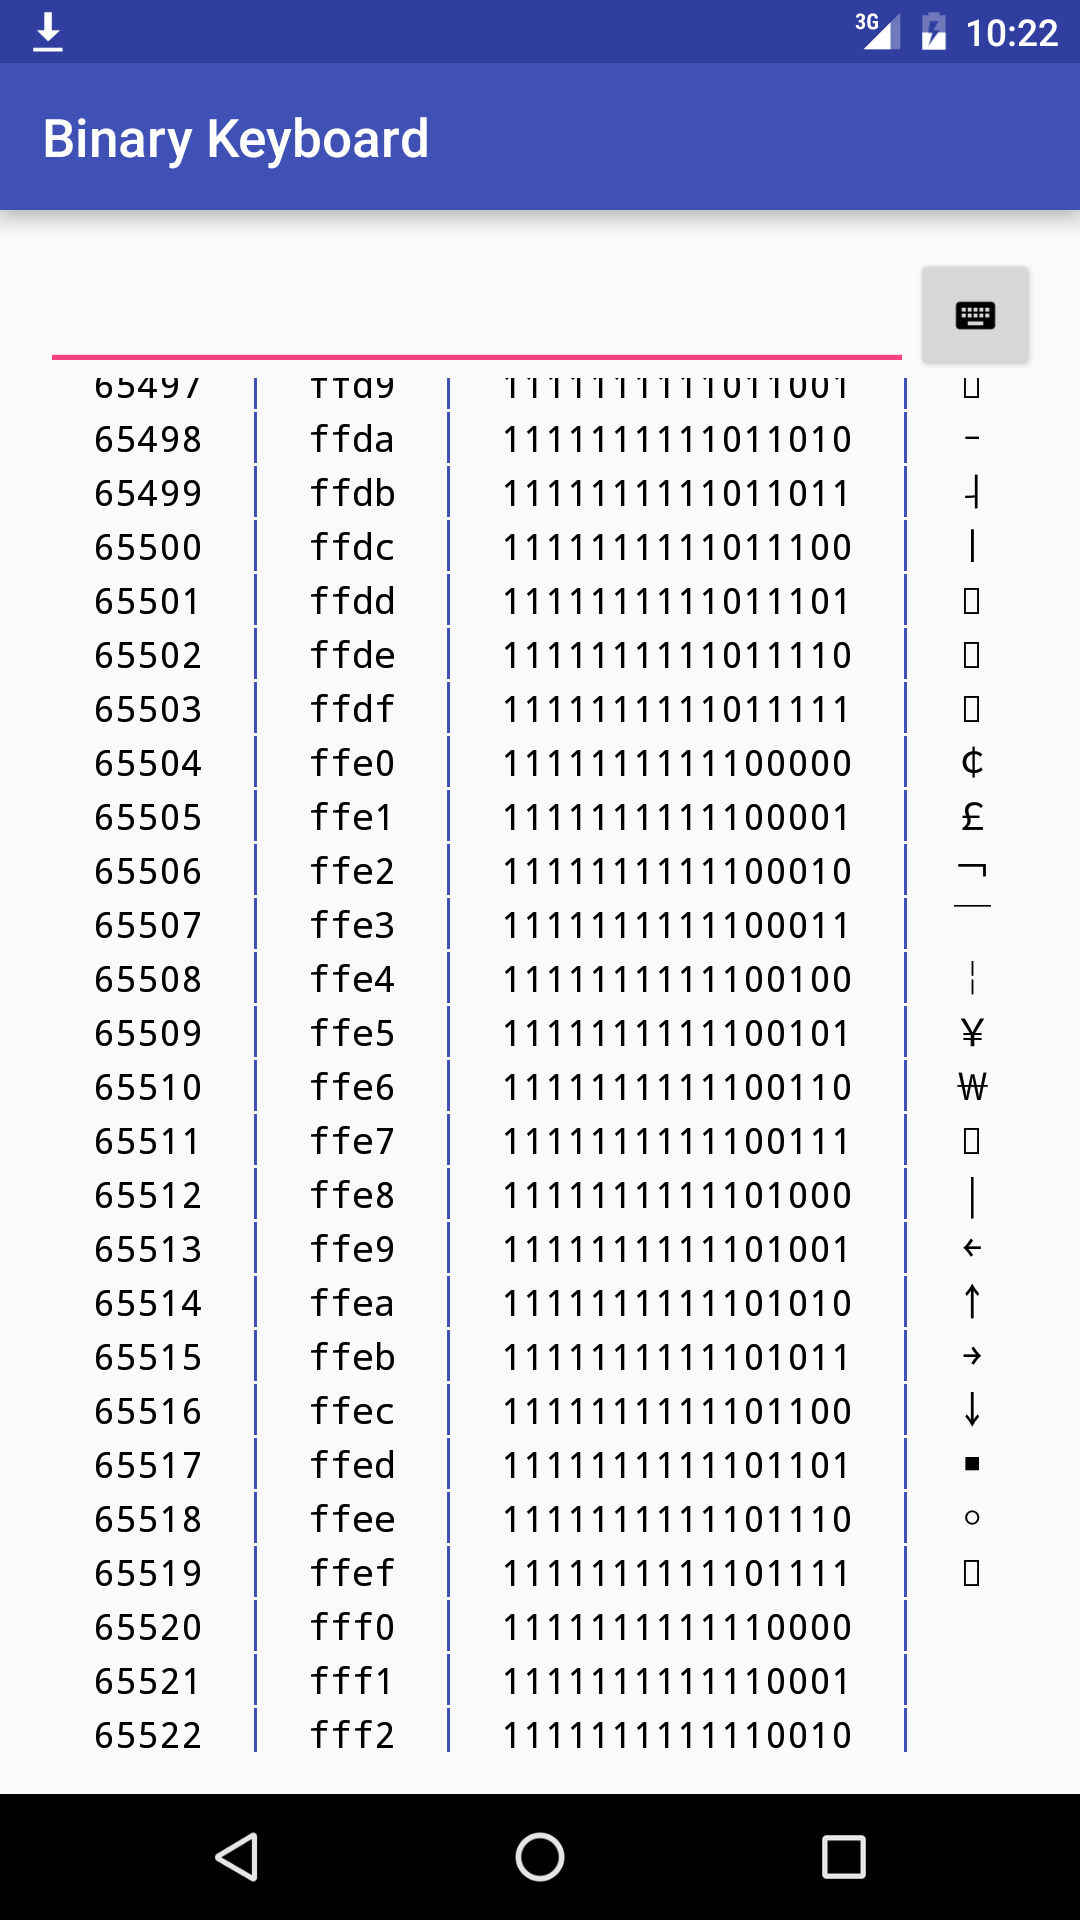 3G 10:22
Binary Keyboard
65497 ffd9 1111111111011001
65498 ffda 1111111111011010 ￚ
65499 ffdb 1111111111011011 ￛ
65500 ffdc 1111111111011100 ￜ
65501 ffdd 1111111111011101
65502 ffde 1111111111011110
65503 ffdf 1111111111011111
65504 ffe0 1111111111100000 ¢
65505 ffe1 1111111111100001 £
65506 ffe2 1111111111100010 ¬
65507 ffe3 1111111111100011  ̄
65508 ffe4 1111111111100100 ¦
65509 ffe5 1111111111100101 ¥
65510 ffe6 1111111111100110 ₩
65511 ffe7 1111111111100111
65512 ffe8 1111111111101000 │
65513 ffe9 1111111111101001 ←
65514 ffea 1111111111101010 ↑
65515 ffeb 1111111111101011 →
65516 ffec 1111111111101100 ↓
65517 ffed 1111111111101101 ■
65518 ffee 1111111111101110 ○
65519 ffef 1111111111101111
65520 fff0 1111111111110000
65521 fff1 1111111111110001
65522 fff2 1111111111110010